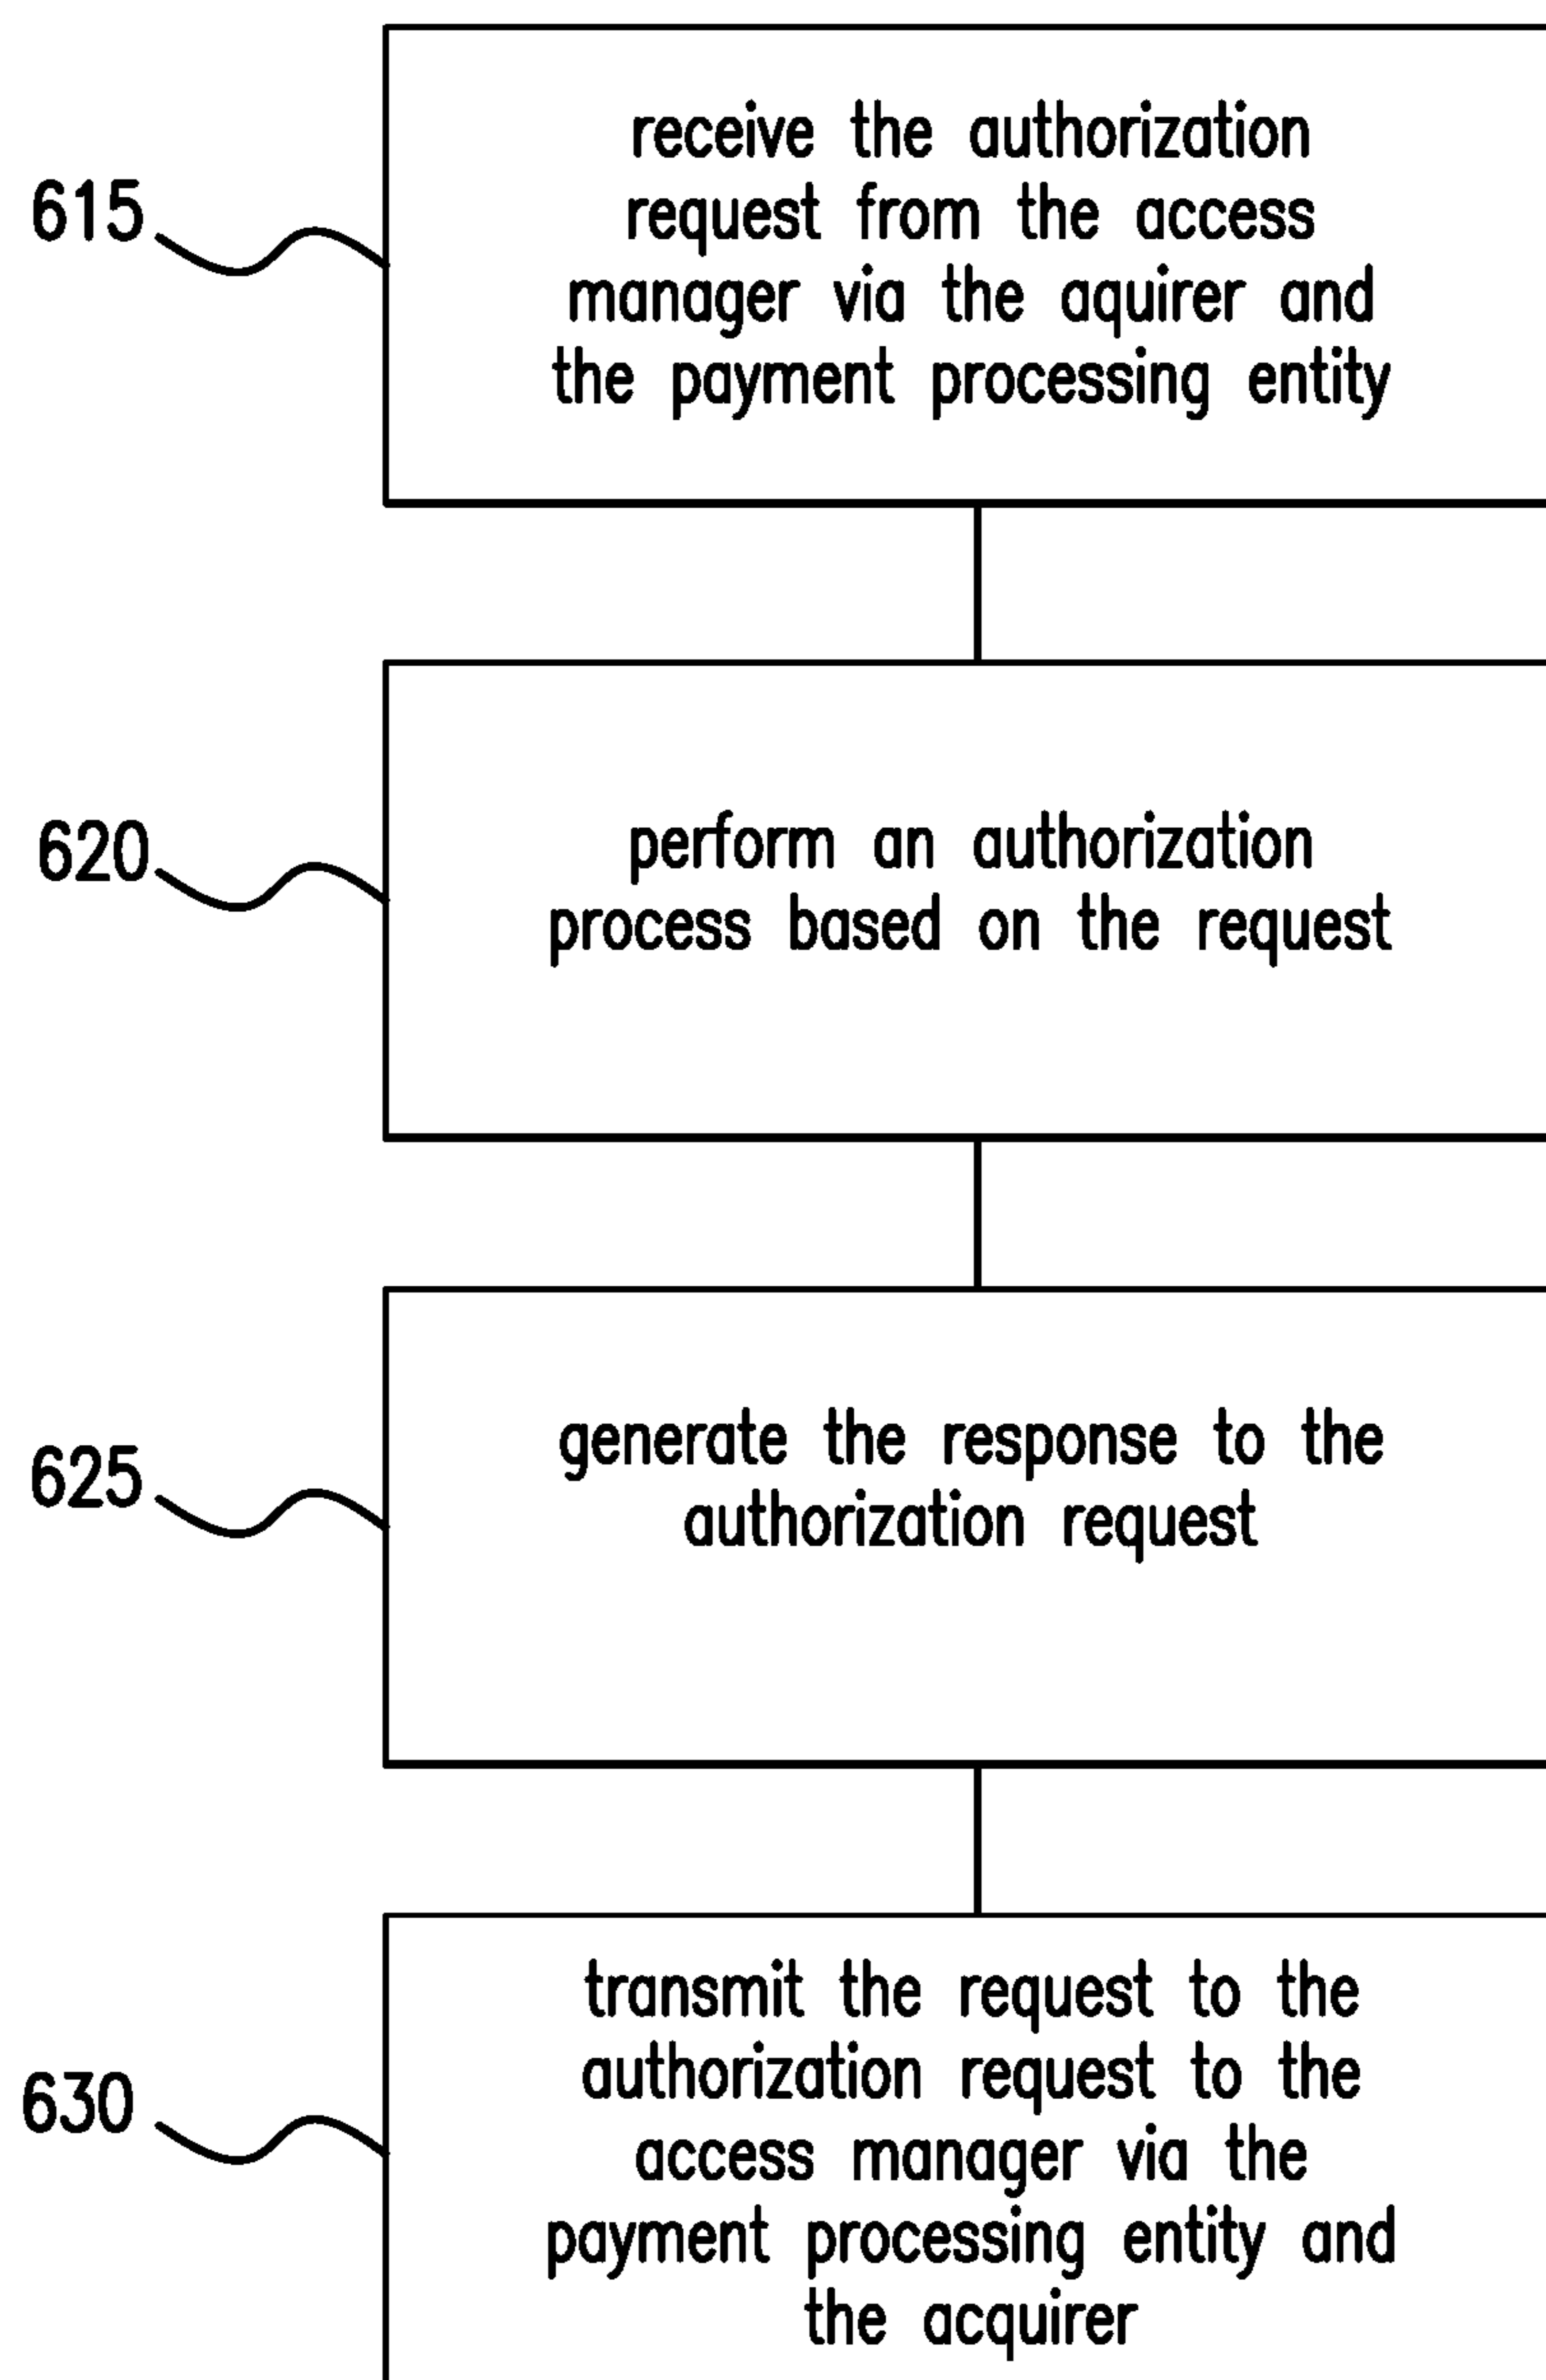 615
receive the authorization
request from the access
manager via the aquirer and
the payment processing entity
620
perform an authorization
process based on the request
625
generate the response to the
authorization request
630
transmit the request to the
authorization request to the
access manager via the
payment processing entity and
the acquirer